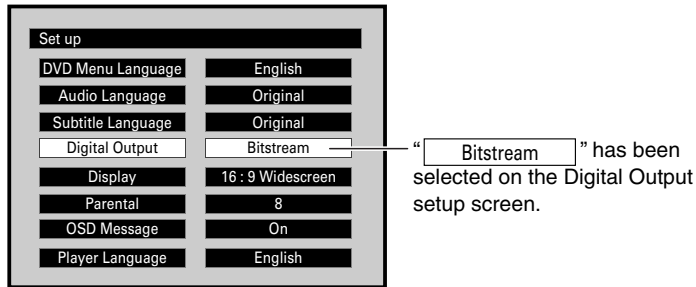 Set up
DVD Menu Language English
Audio Language Original
Subtitle Language Original
Digital Output Bitstream
Display 16 : 9 Widescreen
Parental 8
OSD Message On
Player Language English
“ Bitstream ” has been
selected on the Digital Output
setup screen.